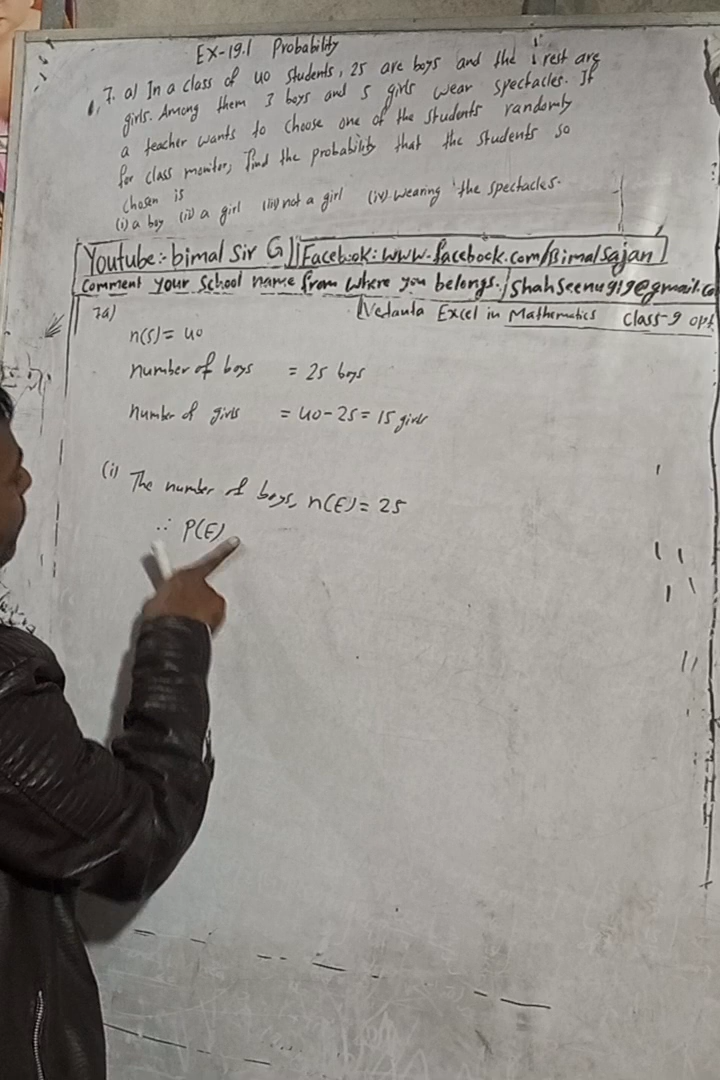 EX-19.1 Probability
7. a) In a class of 40 students, 25 are boys and the rest are
girls. Among them 3 boys and 5 girls wear spectacles. If
a teacher wants to choose one of the students randomly
for class monitor, find the probability that the students so
chosen is
(i) a boy (ii) a girl (iii) not a girl (iv) wearing the spectacles.
Youtube:- bimal Sir G || Facebook: www.facebook.com/Bimalsajan
Comment your School name from where you belongs. / Shahseenu919@gmail.co
7a) Vedanta Excel in Mathematics Class-9 opt
n(S) = 40
number of boys = 25 boys
number of girls = 40-25 = 15 girls
(i) The number of boys, n(E) = 25
∴ P(E)